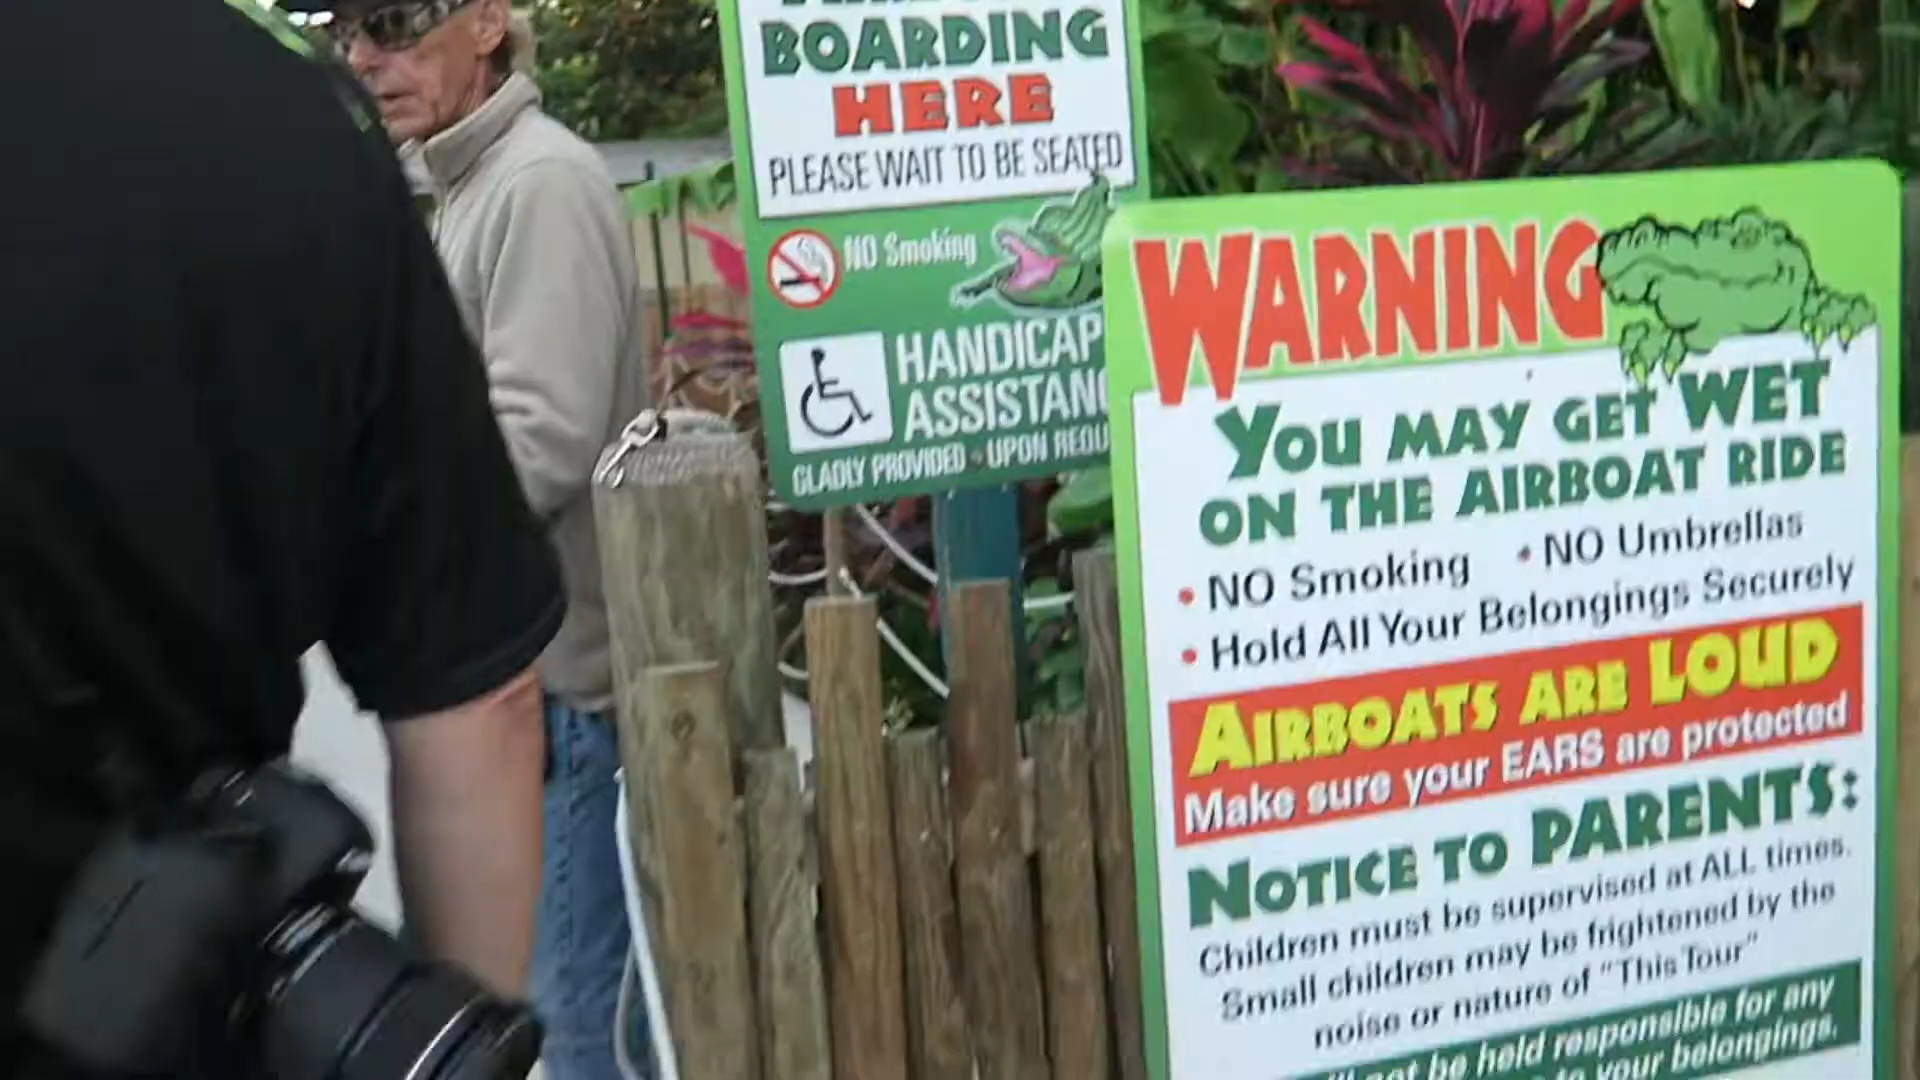 BOARDING
HERE
PLEASE WAIT TO BE SEATED
NO Smoking
HANDICAP
GLADLY PROVIDED - UPON
WARNING
YOU MAY GET WET
ON THE AIRBOAT RIDE
• NO Smoking • NO Umbrellas
• Hold All Your Belongings Securely
AIRBOATS ARE LOUD
Make sure your EARS are protected
NOTICE TO PARENTS:
Children must be supervised at ALL times.
Small children may be frightened by the
noise or nature of "This Tour"
not be held responsible for any
to your belongings.